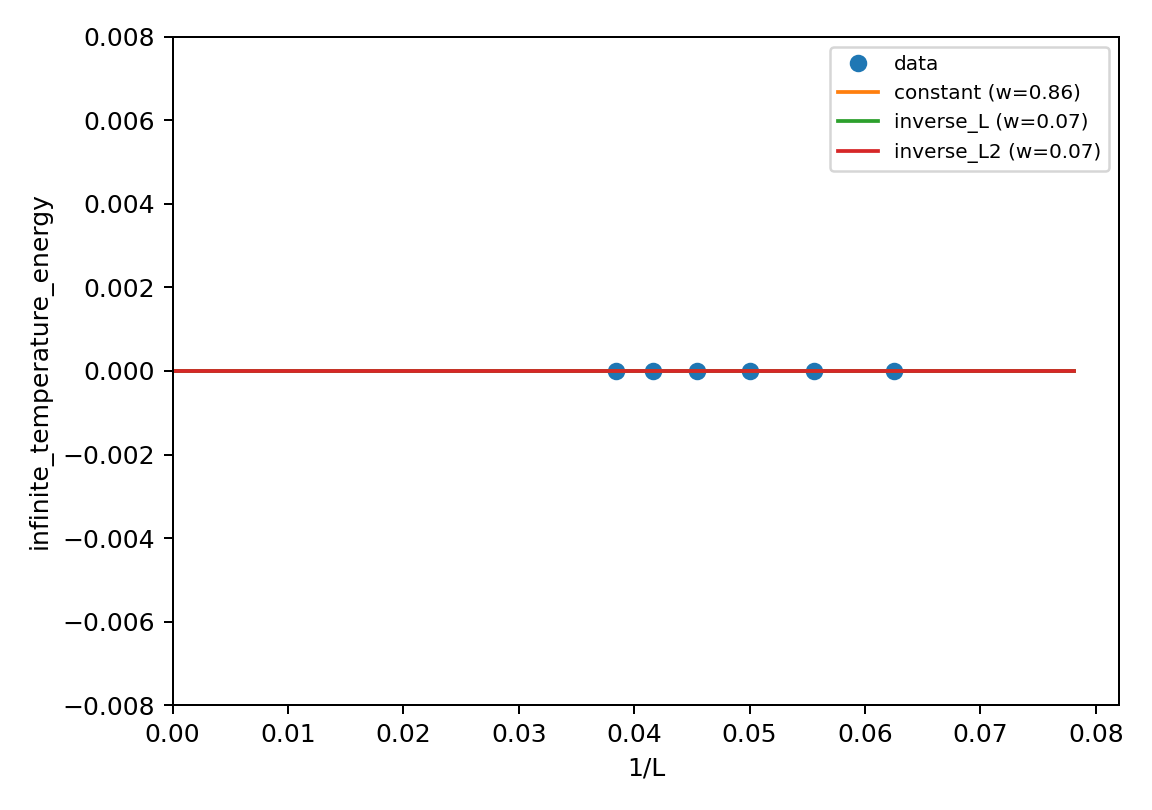 0.008
0.006
0.004
0.002
0.000
−0.002
−0.004
−0.006
−0.008
infinite_temperature_energy
data
constant (w=0.86)
inverse_L (w=0.07)
inverse_L2 (w=0.07)
0.00 0.01 0.02 0.03 0.04 0.05 0.06 0.07 0.08
1/L